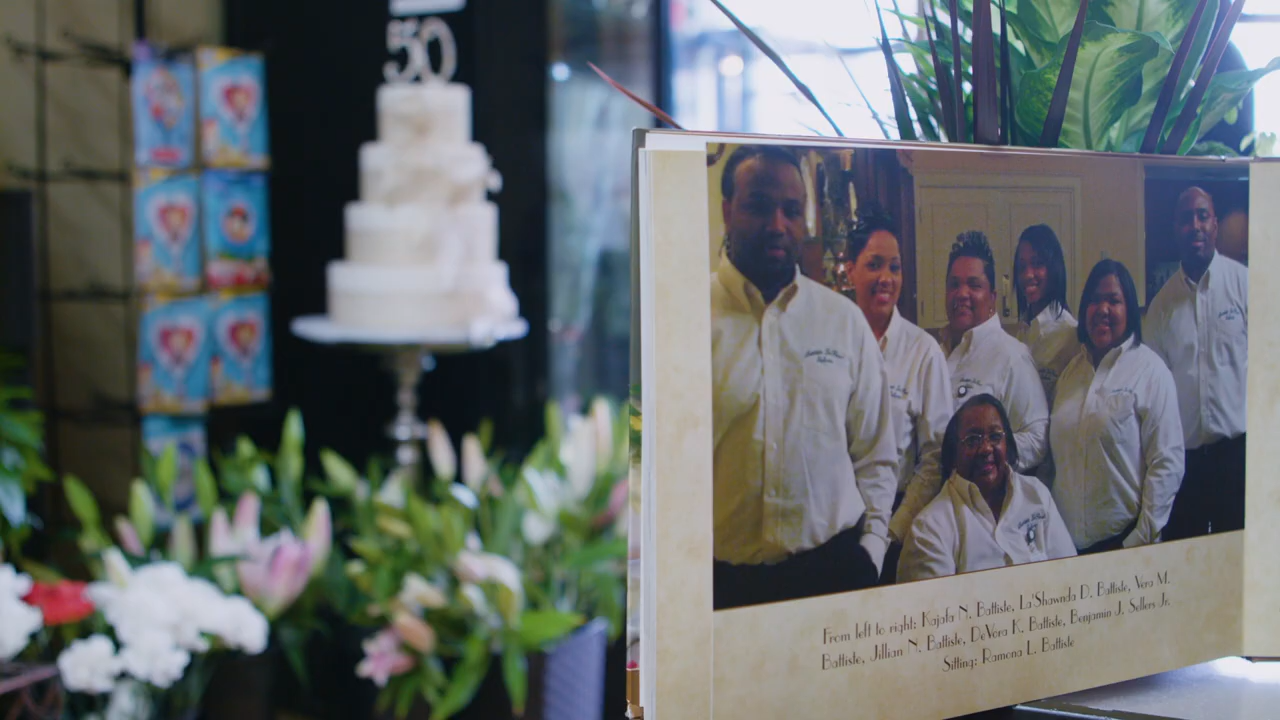 50
From left to right: Kajafa N. Battiste, La'Shawnda D. Battiste, Vera M.
Battiste, Jillian N. Battiste, DeVora K. Battiste, Benjamin J. Sellers Jr.
Sitting: Ramona L. Battiste